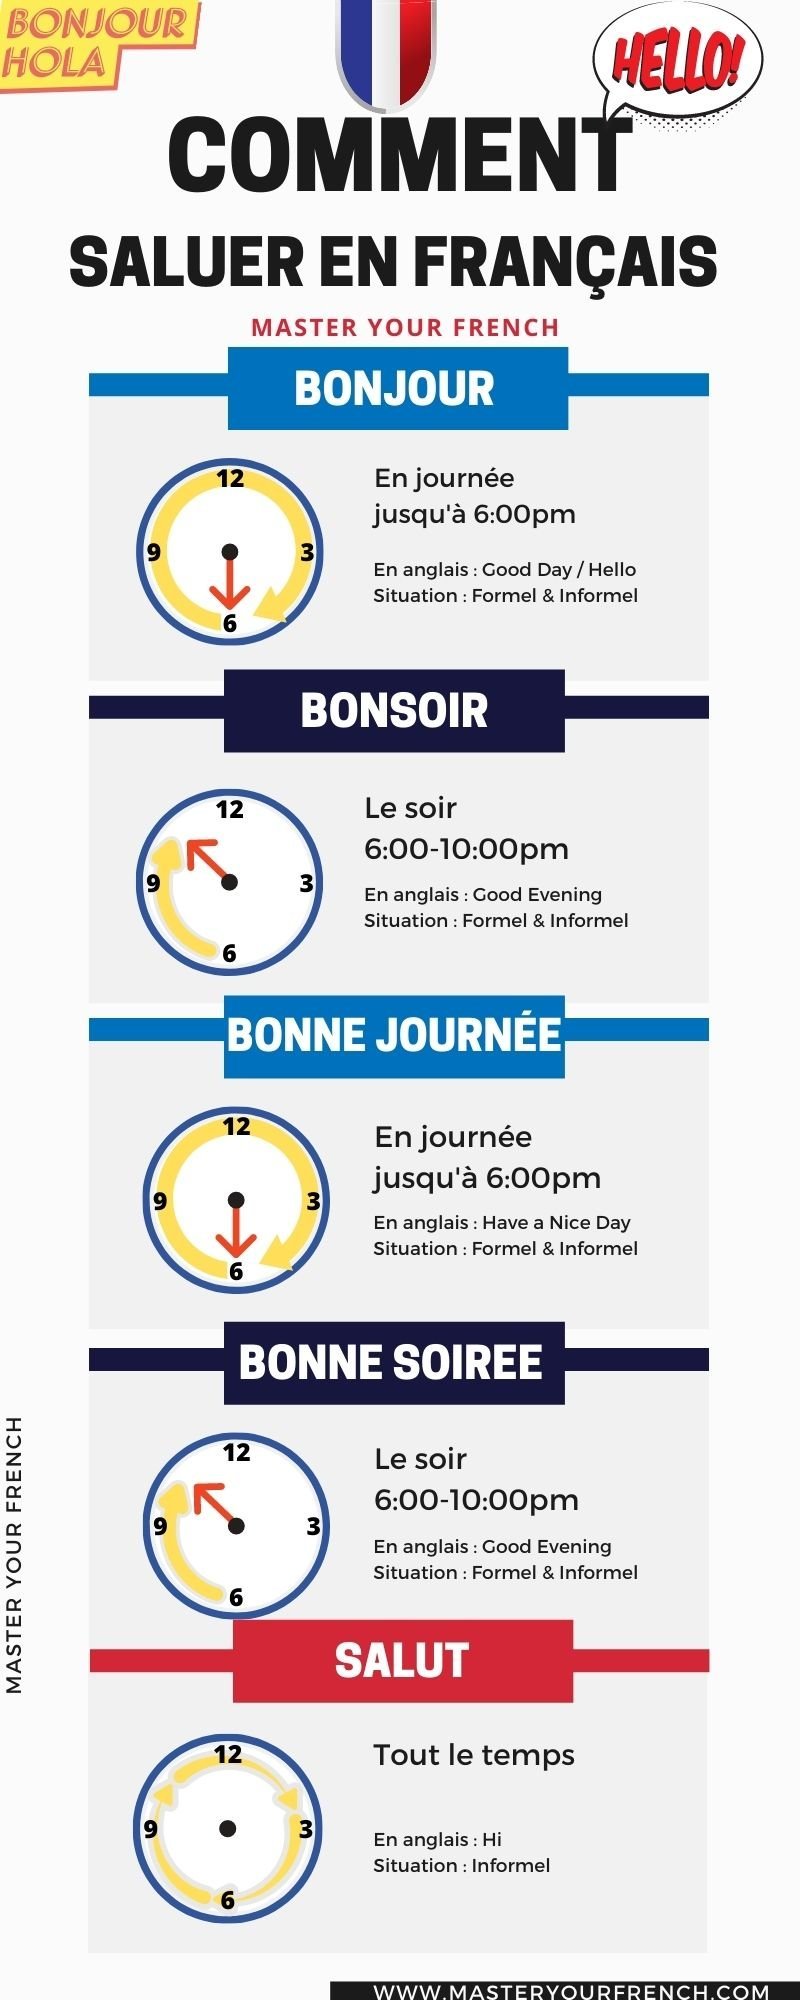 BONJOUR
HOLA
HELLO!
COMMENT
SALUER EN FRANÇAIS
MASTER YOUR FRENCH
BONJOUR
12
9
3
6
En journée
jusqu'à 6:00pm
En anglais : Good Day / Hello
Situation : Formel & Informel
BONSOIR
12
9
3
6
Le soir
6:00-10:00pm
En anglais : Good Evening
Situation : Formel & Informel
BONNE JOURNÉE
12
9
3
6
En journée
jusqu'à 6:00pm
En anglais : Have a Nice Day
Situation : Formel & Informel
BONNE SOIREE
12
9
3
6
Le soir
6:00-10:00pm
En anglais : Good Evening
Situation : Formel & Informel
SALUT
12
9
3
6
Tout le temps
En anglais : Hi
Situation : Informel
MASTER YOUR FRENCH
WWW.MASTERYOURFRENCH.COM